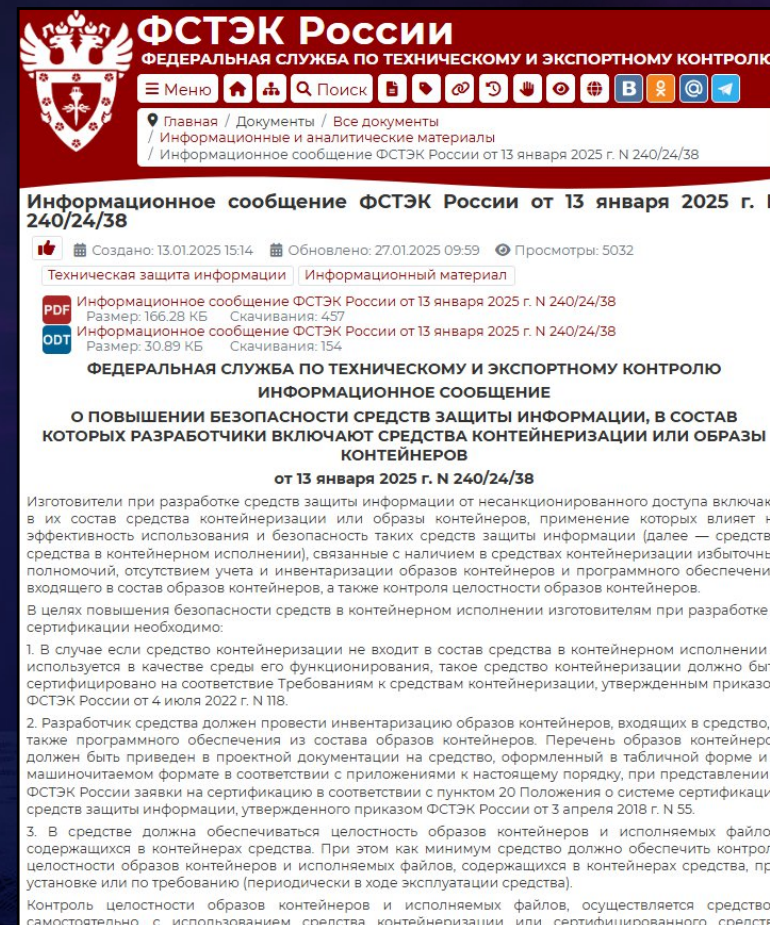 ФСТЭК России
ФЕДЕРАЛЬНАЯ СЛУЖБА ПО ТЕХНИЧЕСКОМУ И ЭКСПОРТНОМУ КОНТРОЛЮ
Меню Поиск
Главная / Документы / Все документы
/ Информационные и аналитические материалы
/ Информационное сообщение ФСТЭК России от 13 января 2025 г. N 240/24/38
Информационное сообщение ФСТЭК России от 13 января 2025 г.
240/24/38
Создано: 13.01.2025 15:14 Обновлено: 27.01.2025 09:59 Просмотры: 5032
Техническая защита информации Информационный материал
PDF Информационное сообщение ФСТЭК России от 13 января 2025 г. N 240/24/38
Размер: 166.28 КБ Скачивания: 457
ODT Информационное сообщение ФСТЭК России от 13 января 2025 г. N 240/24/38
Размер: 30.89 КБ Скачивания: 154
ФЕДЕРАЛЬНАЯ СЛУЖБА ПО ТЕХНИЧЕСКОМУ И ЭКСПОРТНОМУ КОНТРОЛЮ
ИНФОРМАЦИОННОЕ СООБЩЕНИЕ
О ПОВЫШЕНИИ БЕЗОПАСНОСТИ СРЕДСТВ ЗАЩИТЫ ИНФОРМАЦИИ, В СОСТАВ
КОТОРЫХ РАЗРАБОТЧИКИ ВКЛЮЧАЮТ СРЕДСТВА КОНТЕЙНЕРИЗАЦИИ ИЛИ ОБРАЗЫ
КОНТЕЙНЕРОВ
от 13 января 2025 г. N 240/24/38
Изготовители при разработке средств защиты информации от несанкционированного доступа включаю
в их состав средства контейнеризации или образы контейнеров, применение которых влияет
эффективность использования и безопасность таких средств защиты информации (далее — средств
средства в контейнерном исполнении), связанные с наличием в средствах контейнеризации избыточны
полномочий, отсутствием учета и инвентаризации образов контейнеров и программного обеспечени
входящего в состав образов контейнеров, а также контроля целостности образов контейнеров.
В целях повышения безопасности средств в контейнерном исполнении изготовителям при разработке
сертификации необходимо:
1. В случае если средство контейнеризации не входит в состав средства в контейнерном исполнении
используется в качестве среды его функционирования, такое средство контейнеризации должно быт
сертифицировано на соответствие Требованиям к средствам контейнеризации, утвержденным приказо
ФСТЭК России от 4 июля 2022 г. N 118.
2. Разработчик средства должен провести инвентаризацию образов контейнеров, входящих в средство,
также программного обеспечения из состава образов контейнеров. Перечень образов контейнеро
должен быть приведен в проектной документации на средство, оформленный в табличной форме и
машиночитаемом формате в соответствии с приложениями к настоящему порядку, при представлении
ФСТЭК России заявки на сертификацию в соответствии с пунктом 20 Положения о системе сертификаци
средств защиты информации, утвержденного приказом ФСТЭК России от 3 апреля 2018 г. N 55.
3. В средстве должна обеспечиваться целостность образов контейнеров и исполняемых файло
содержащихся в контейнерах средства. При этом как минимум средство должно обеспечить контрол
целостности образов контейнеров и исполняемых файлов, содержащихся в контейнерах средства, пр
установке или по требованию (периодически в ходе эксплуатации средства).
Контроль целостности образов контейнеров и исполняемых файлов, осуществляется средство
самостоятельно, с использованием средства контейнеризации или сертифицированного средств